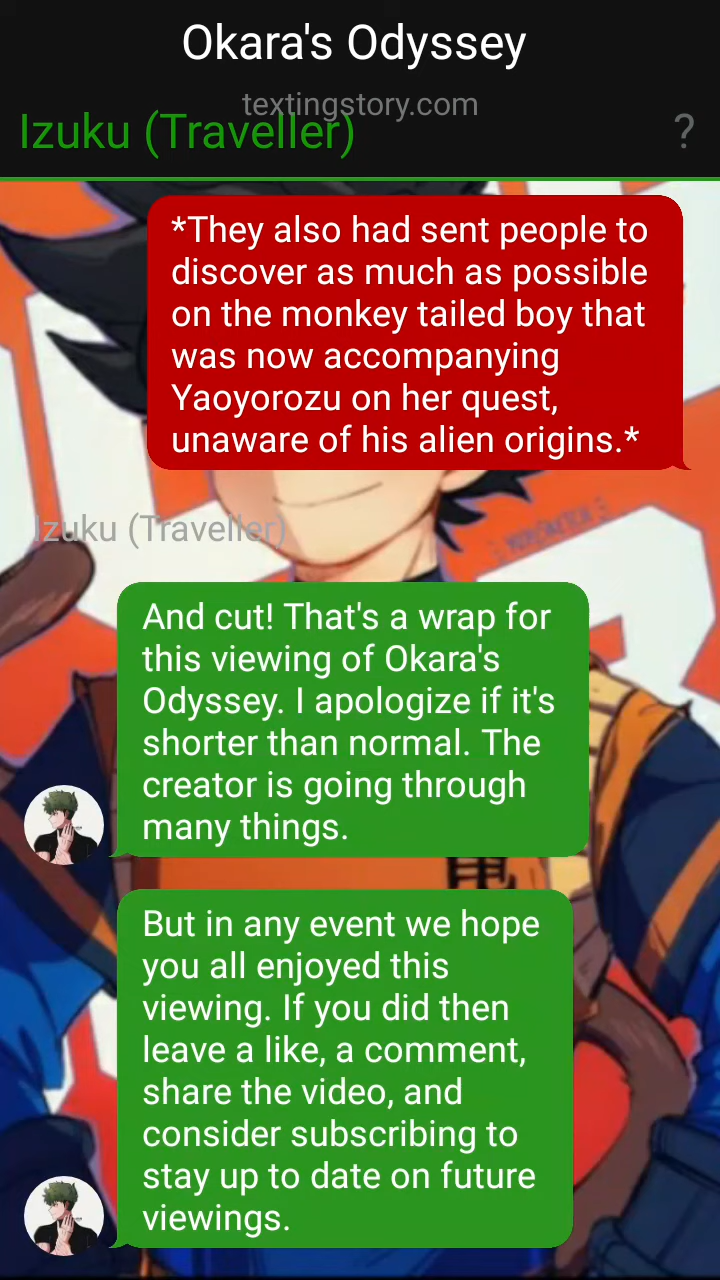 Okara's Odyssey
textingstory.com
Izuku (Traveller)
?
*They also had sent people to
discover as much as possible
on the monkey tailed boy that
was now accompanying
Yaoyorozu on her quest,
unaware of his alien origins.*
Izuku (Traveller)
And cut! That's a wrap for
this viewing of Okara's
Odyssey. I apologize if it's
shorter than normal. The
creator is going through
many things.
亀
But in any event we hope
you all enjoyed this
viewing. If you did then
leave a like, a comment,
share the video, and
consider subscribing to
stay up to date on future
viewings.